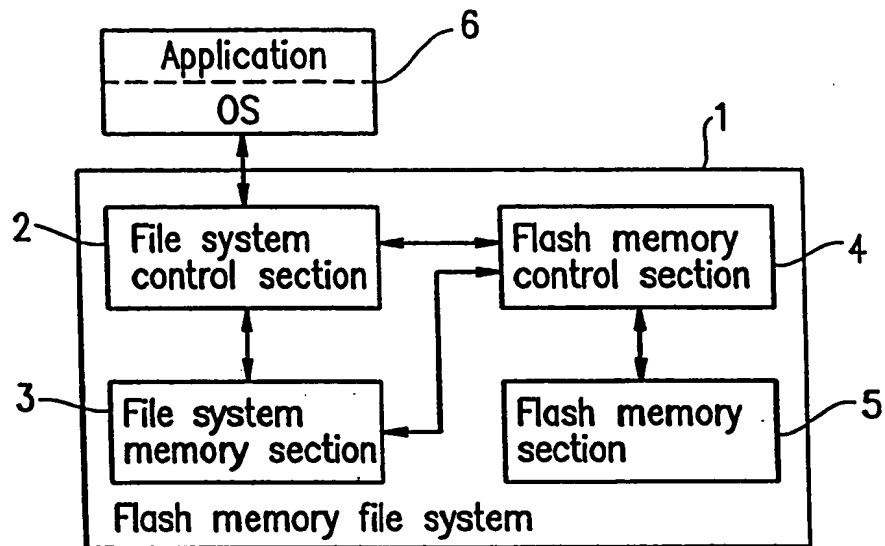 6
Application
OS
1
2
File system
control section
Flash memory
control section
4
3
File system
memory section
Flash memory
section
5
Flash memory file system